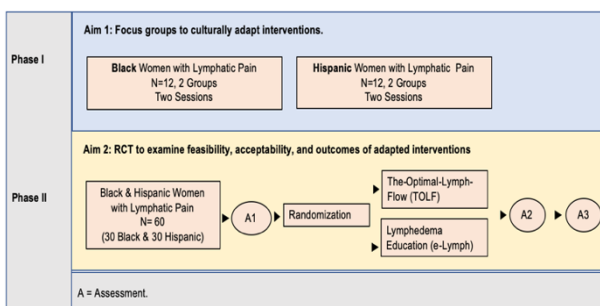 Aim 1: Focus groups to culturally adapt interventions.
Phase I
Black Women with Lymphatic Pain
N=12, 2 Groups
Two Sessions
Hispanic Women with Lymphatic Pain
N=12, 2 Groups
Two Sessions
Aim 2: RCT to examine feasibility, acceptability, and outcomes of adapted interventions
Phase II
Black & Hispanic Women
with Lymphatic Pain
N= 60
(30 Black & 30 Hispanic)
A1
Randomization
The-Optimal-Lymph-
Flow (TOLF)
Lymphedema
Education (e-Lymph)
A2
A3
A = Assessment.